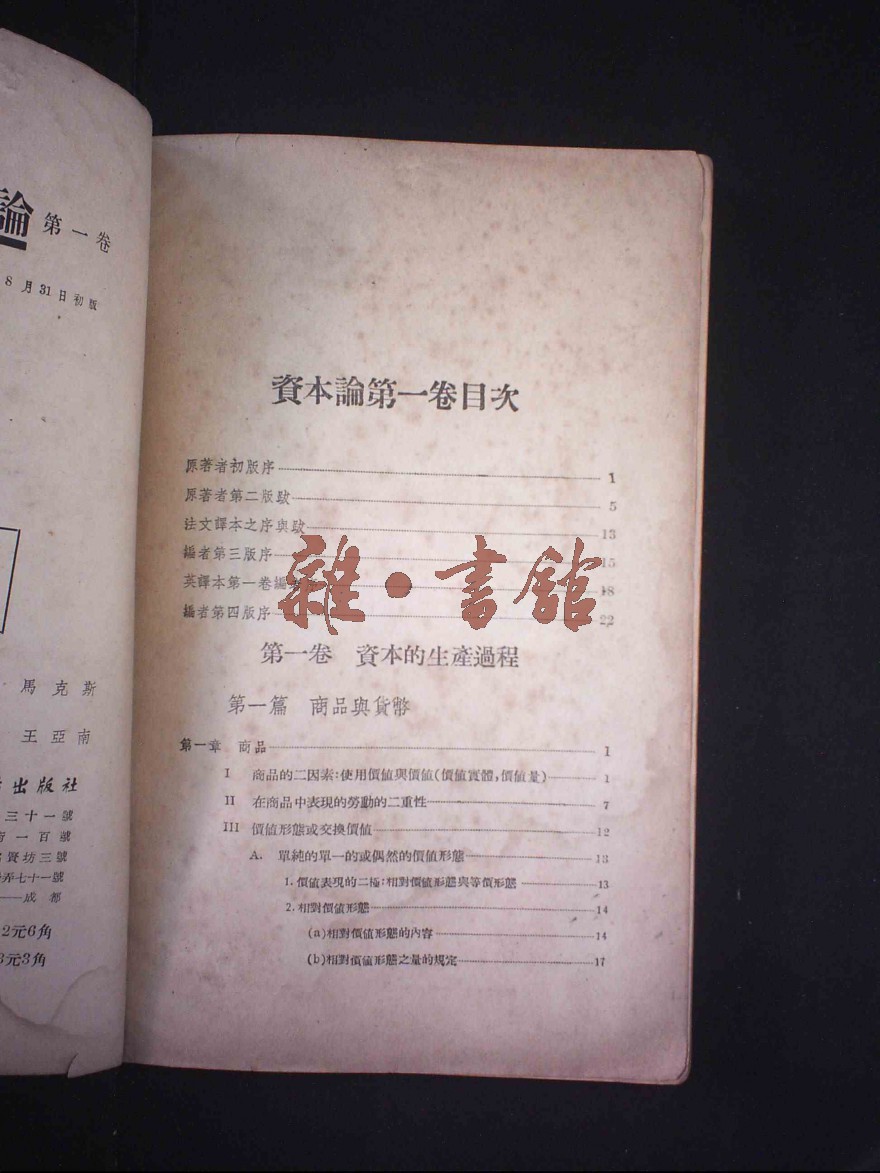 論 第一卷
8月31日初版
馬克斯
王亞南
出版社
三十一號
一百號
賢坊三號
弄七十一號
——成都
2元6角
3元3角
資本論第一卷目次
原著者初版序 1
原著者第二版跋 5
法文譯本之序與跋 13
編者第三版序 15
英譯本第一卷編 18
編者第四版序 22
雜·書館
第一卷 資本的生產過程
第一篇 商品與貨幣
第一章 商品 1
I 商品的二因素:使用價值與價值(價值實體,價值量) 1
II 在商品中表現的勞動的二重性 7
III 價值形態或交換價值 12
A. 單純的單一的或偶然的價值形態 13
1. 價值表現的二極:相對價值形態與等價形態 13
2. 相對價值形態 14
(a)相對價值形態的內容 14
(b)相對價值形態之量的規定 17